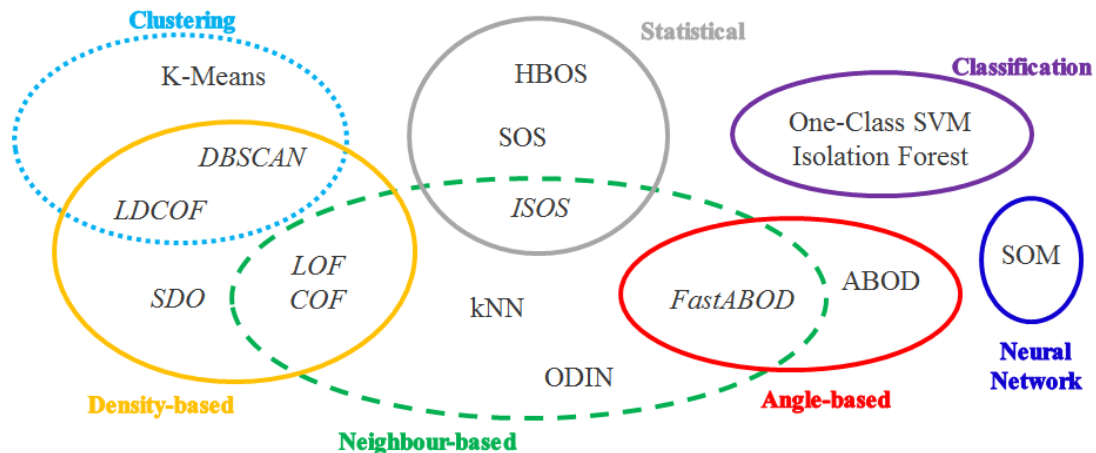 Clustering
Statistical
Classification
K-Means
HBOS
One-Class SVM
Isolation Forest
SOS
DBSCAN
LDCOF
ISOS
SOM
LOF
COF
SDO
kNN
FastABOD
ABOD
ODIN
Neural
Network
Density-based
Angle-based
Neighbour-based